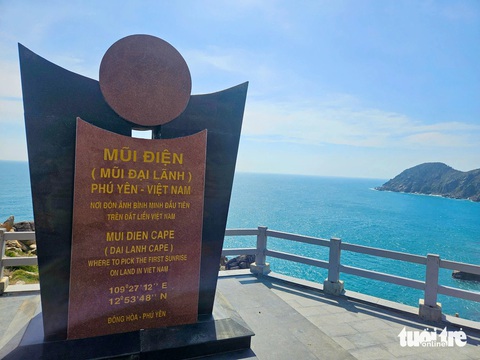 MŨI ĐIỆN
( MŨI ĐẠI LÃNH )
PHÚ YÊN - VIỆT NAM
NƠI ĐÓN ÁNH BÌNH MINH ĐẦU TIÊN
TRÊN ĐẤT LIỀN VIỆT NAM
MUI DIEN CAPE
( DAI LANH CAPE )
WHERE TO PICK THE FIRST SUNRISE
ON LAND IN VIETNAM
109°27'12" E
12°53'48" N
ĐÔNG HÒA - PHÚ YÊN
tuổi trẻ
online